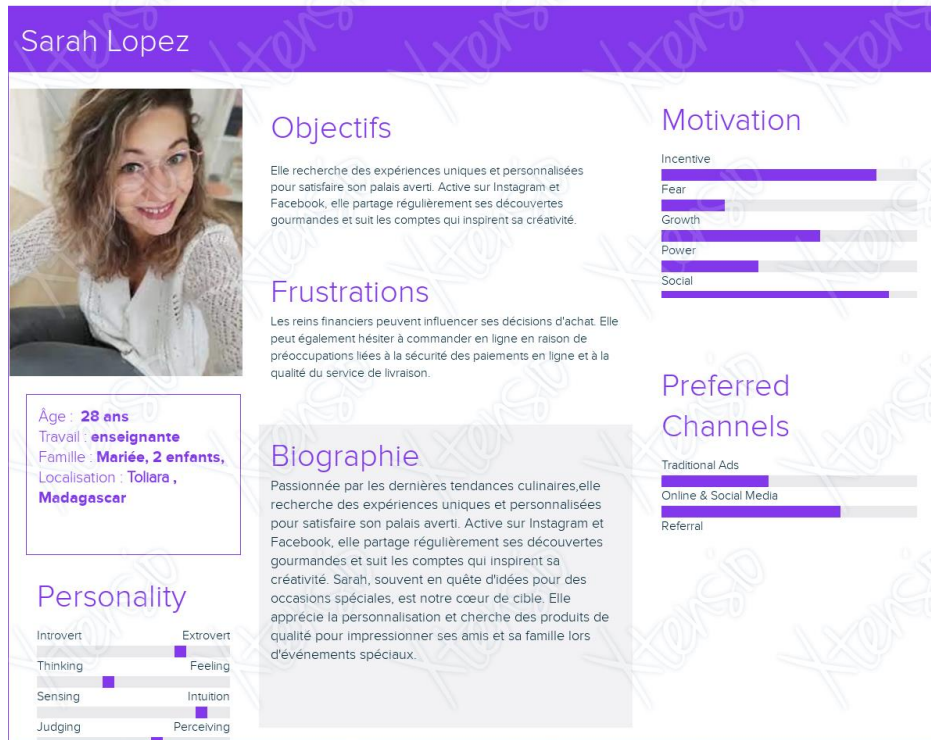 Sarah Lopez
Âge : 28 ans
Travail : enseignante
Famille : Mariée, 2 enfants,
Localisation : Toliara ,
Madagascar
Personality
Introvert Extrovert
Thinking Feeling
Sensing Intuition
Judging Perceiving
Objectifs
Elle recherche des expériences uniques et personnalisées
pour satisfaire son palais averti. Active sur Instagram et
Facebook, elle partage régulièrement ses découvertes
gourmandes et suit les comptes qui inspirent sa créativité.
Frustrations
Les reins financiers peuvent influencer ses décisions d'achat. Elle
peut également hésiter à commander en ligne en raison de
préoccupations liées à la sécurité des paiements en ligne et à la
qualité du service de livraison.
Biographie
Passionnée par les dernières tendances culinaires,elle
recherche des expériences uniques et personnalisées
pour satisfaire son palais averti. Active sur Instagram et
Facebook, elle partage régulièrement ses découvertes
gourmandes et suit les comptes qui inspirent sa
créativité. Sarah, souvent en quête d'idées pour des
occasions spéciales, est notre cœur de cible. Elle
apprécie la personnalisation et cherche des produits de
qualité pour impressionner ses amis et sa famille lors
d'événements spéciaux.
Motivation
Incentive
Fear
Growth
Power
Social
Preferred
Channels
Traditional Ads
Online & Social Media
Referral
xtensio